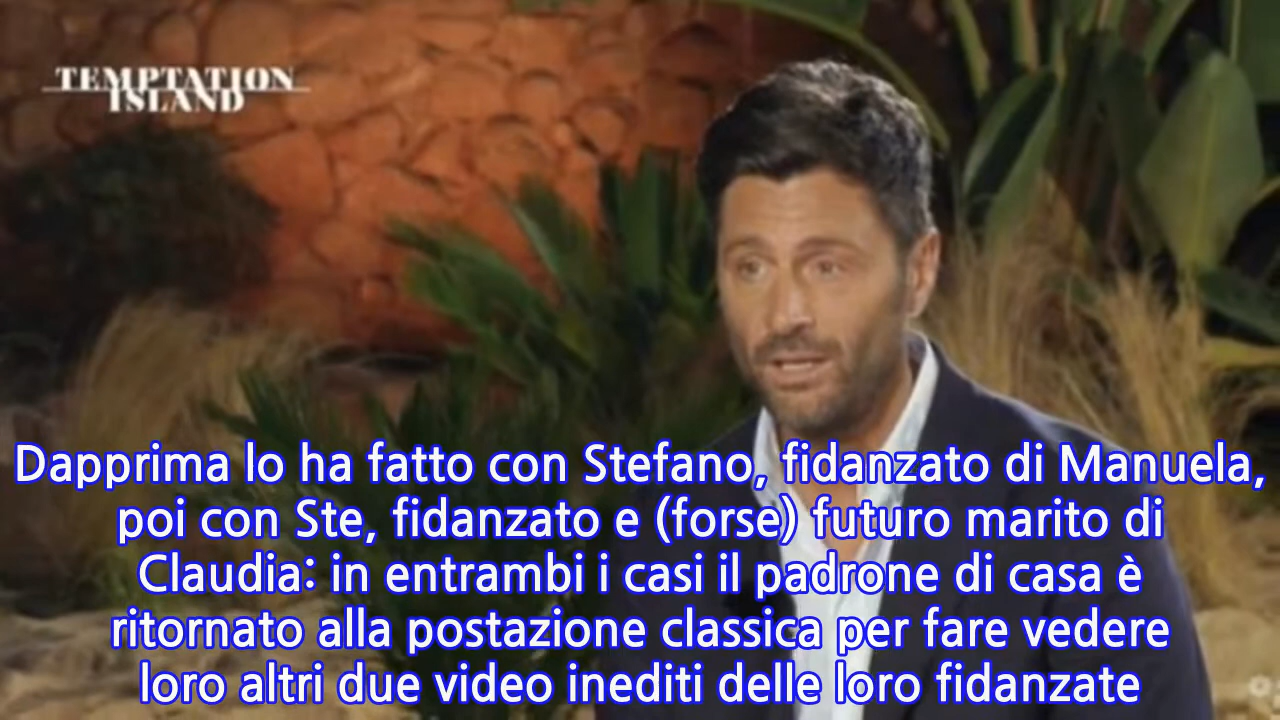 TEMPTATION
ISLAND
Dapprima lo ha fatto con Stefano, fidanzato di Manuela,
poi con Ste, fidanzato e (forse) futuro marito di
Claudia: in entrambi i casi il padrone di casa è
ritornato alla postazione classica per fare vedere
loro altri due video inediti delle loro fidanzate